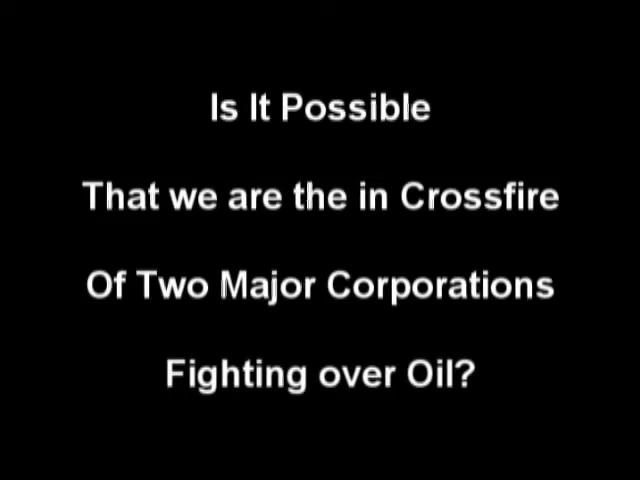 Is It Possible
That we are the in Crossfire
Of Two Major Corporations
Fighting over Oil?